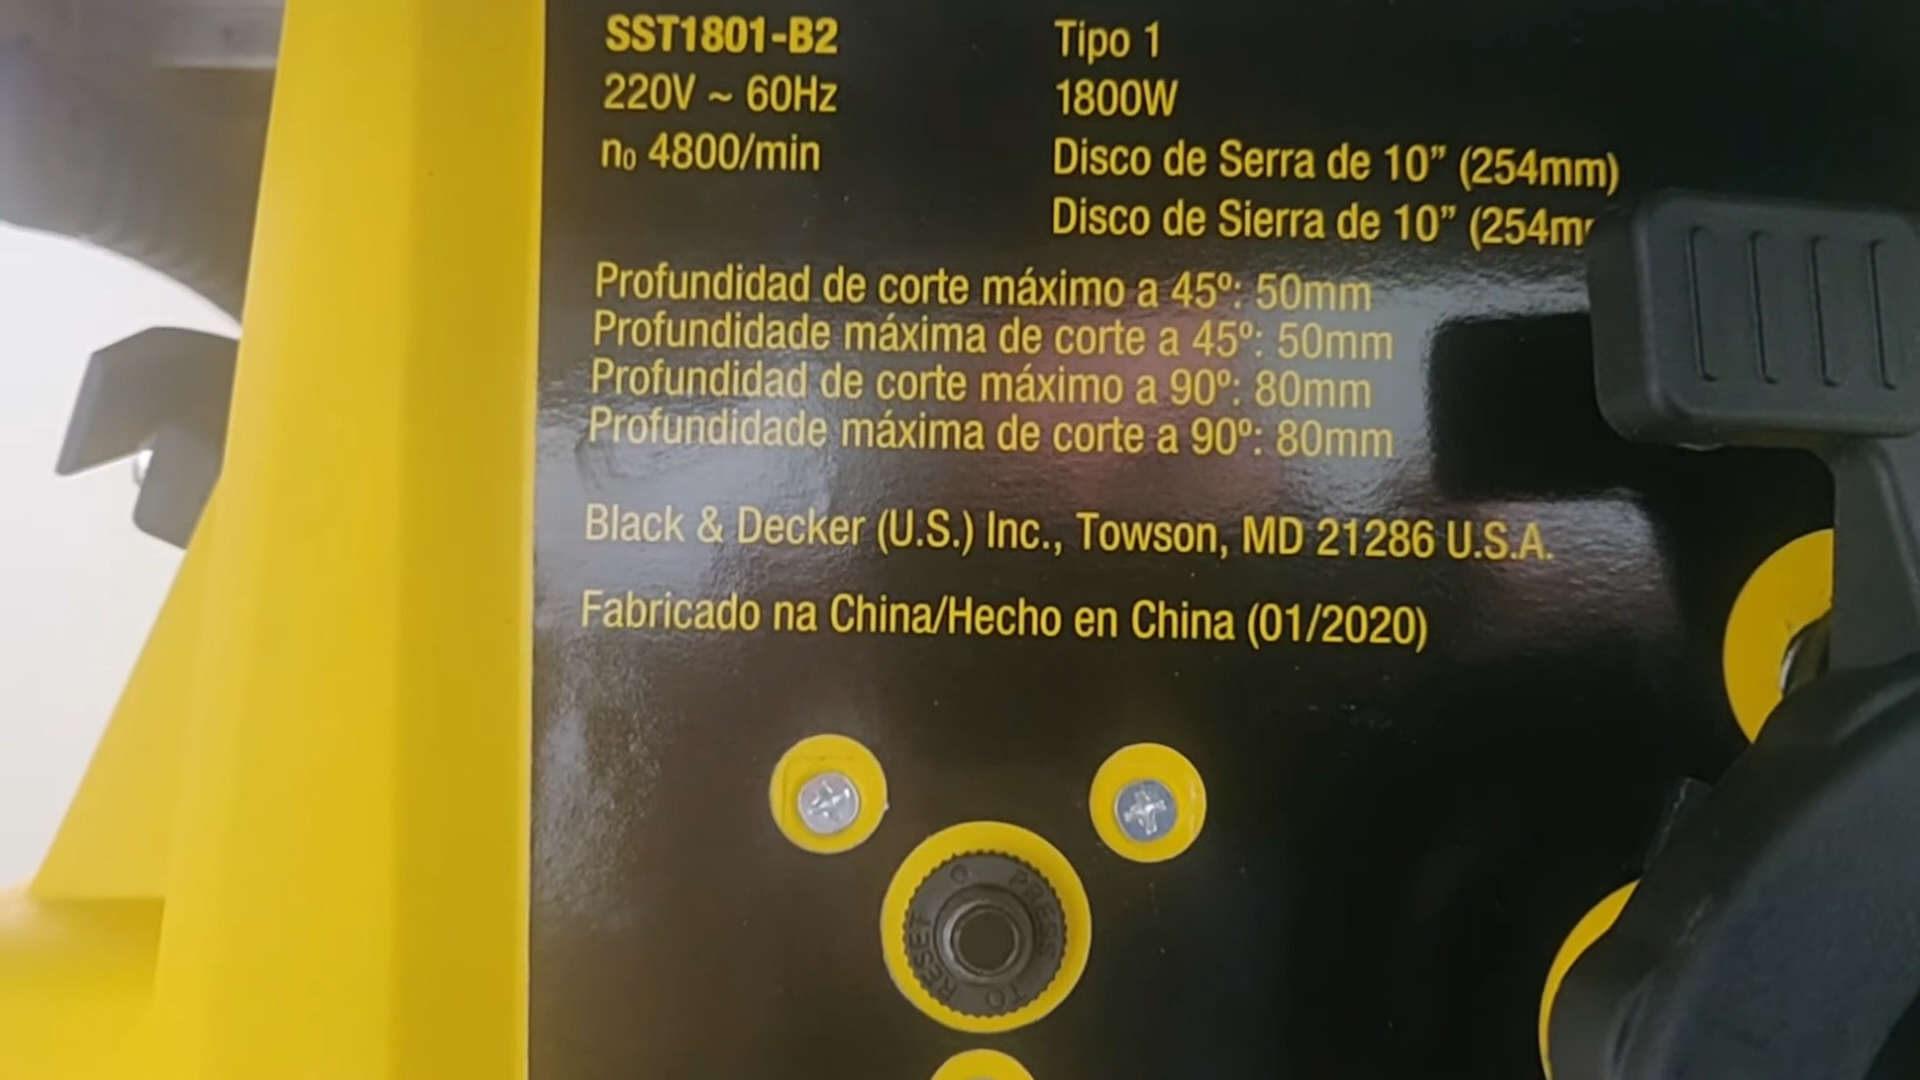 SST1801-B2
220V ~ 60Hz
n₀ 4800/min
Tipo 1
1800W
Disco de Serra de 10” (254mm)
Disco de Sierra de 10” (254m
Profundidad de corte máximo a 45º: 50mm
Profundidade máxima de corte a 45º: 50mm
Profundidad de corte máximo a 90º: 80mm
Profundidade máxima de corte a 90º: 80mm
Black & Decker (U.S.) Inc., Towson, MD 21286 U.S.A.
Fabricado na China/Hecho en China (01/2020)
PRESS TO RESET